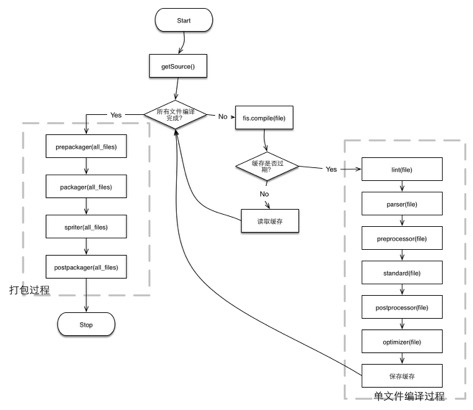 Start
getSource()
所有文件编译
完成?
Yes
No
fis.compile(file)
prepackager(all_files)
缓存是否过
期?
Yes
lint(file)
packager(all_files)
No
parser(file)
spriter(all_files)
读取缓存
preprocessor(file)
postpackager(all_files)
standard(file)
打包过程
postprocessor(file)
Stop
optimizer(file)
保存缓存
单文件编译过程